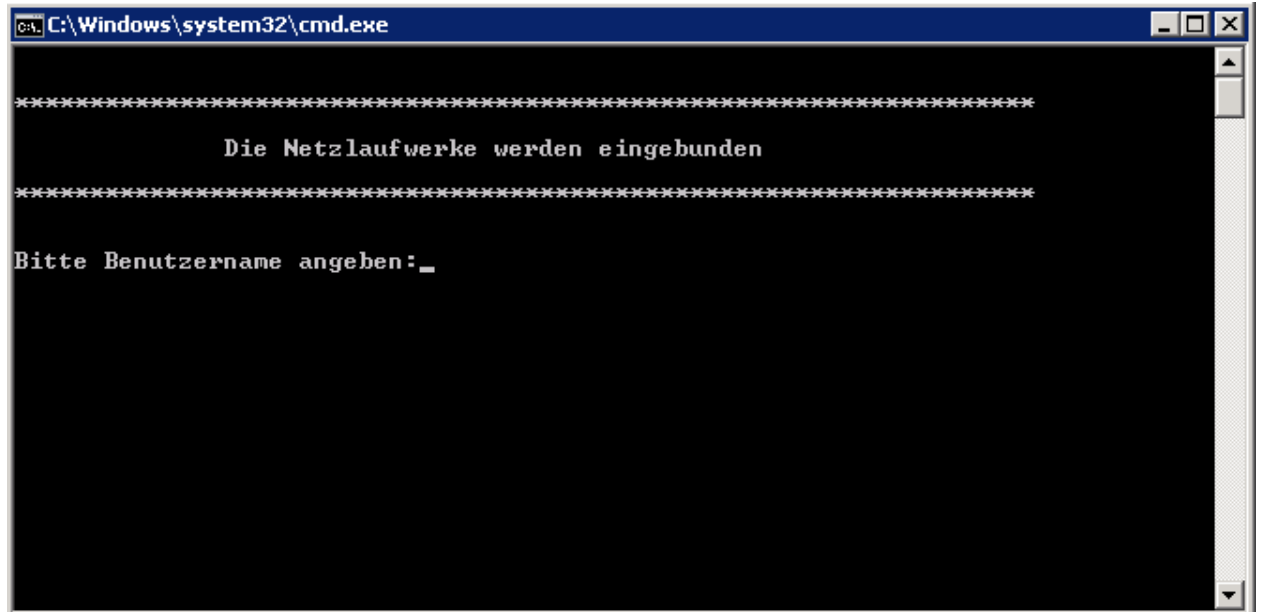 C:\Windows\system32\cmd.exe
********************************************************************
Die Netzlaufwerke werden eingebunden
********************************************************************
Bitte Benutzername angeben:_